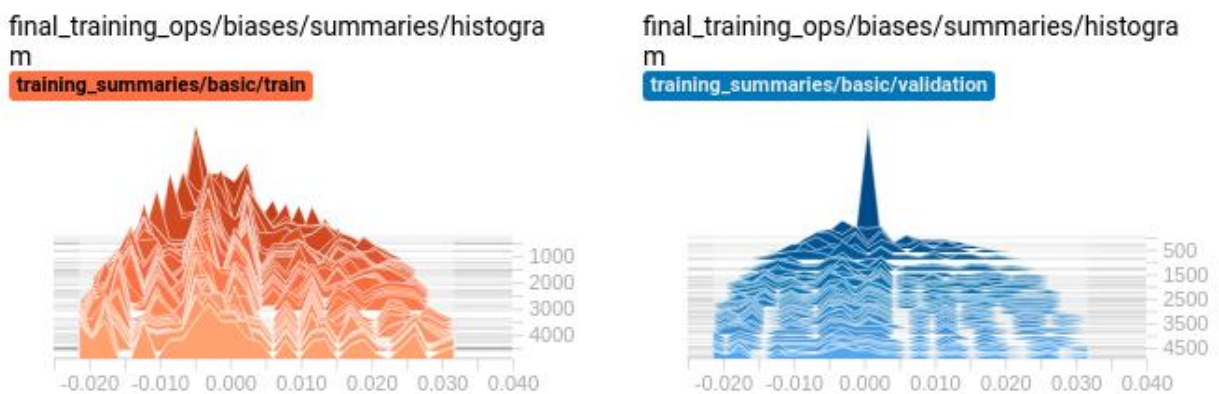 final_training_ops/biases/summaries/histogra
m
training_summaries/basic/train
1000
2000
3000
4000
-0.020 -0.010 0.000 0.010 0.020 0.030 0.040
final_training_ops/biases/summaries/histogra
m
training_summaries/basic/validation
500
1500
2500
3500
4500
-0.020 -0.010 0.000 0.010 0.020 0.030 0.040